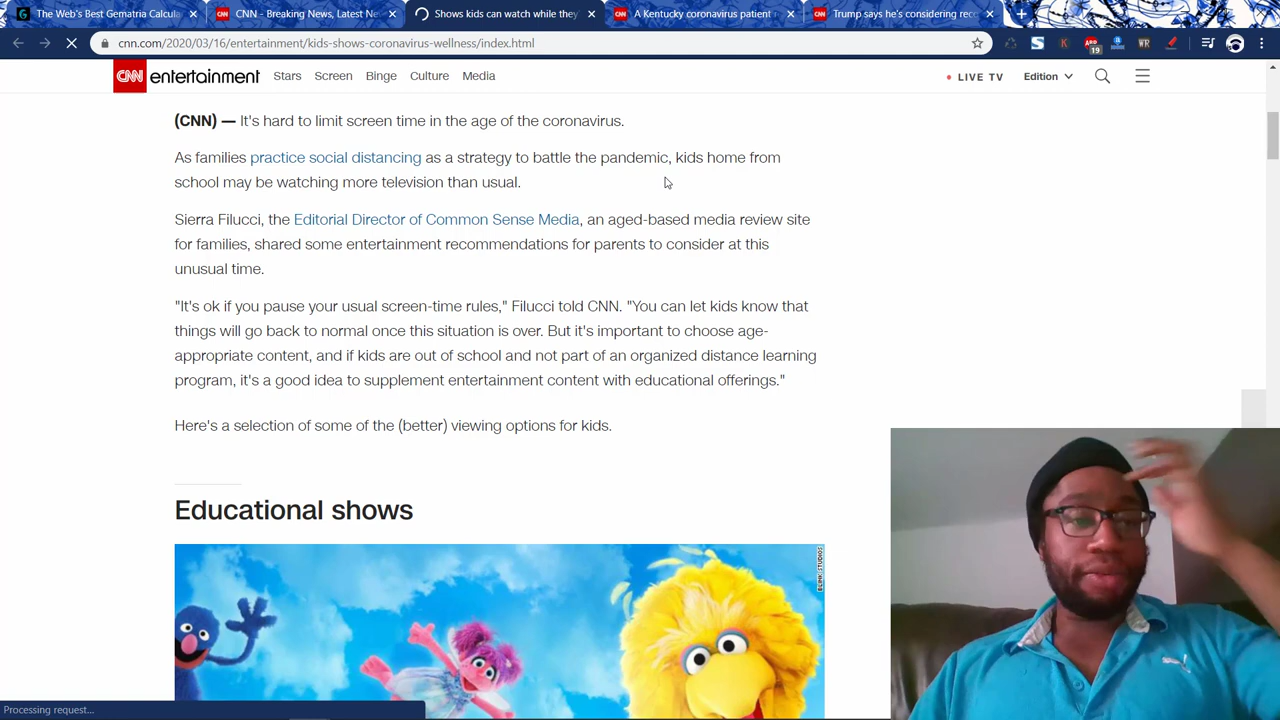 The Web's Best Gematria Calcula
CNN - Breaking News, Latest Ne
Shows kids can watch while they'
A Kentucky coronavirus patient r
Trump says he's considering rec
cnn.com/2020/03/16/entertainment/kids-shows-coronavirus-wellness/index.html
19
WR
CNN entertainment Stars Screen Binge Culture Media LIVE TV Edition
(CNN) — It's hard to limit screen time in the age of the coronavirus.
As families practice social distancing as a strategy to battle the pandemic, kids home from
school may be watching more television than usual.
Sierra Filucci, the Editorial Director of Common Sense Media, an aged-based media review site
for families, shared some entertainment recommendations for parents to consider at this
unusual time.
"It's ok if you pause your usual screen-time rules," Filucci told CNN. "You can let kids know that
things will go back to normal once this situation is over. But it's important to choose age-
appropriate content, and if kids are out of school and not part of an organized distance learning
program, it's a good idea to supplement entertainment content with educational offerings."
Here's a selection of some of the (better) viewing options for kids.
Educational shows
Processing request...